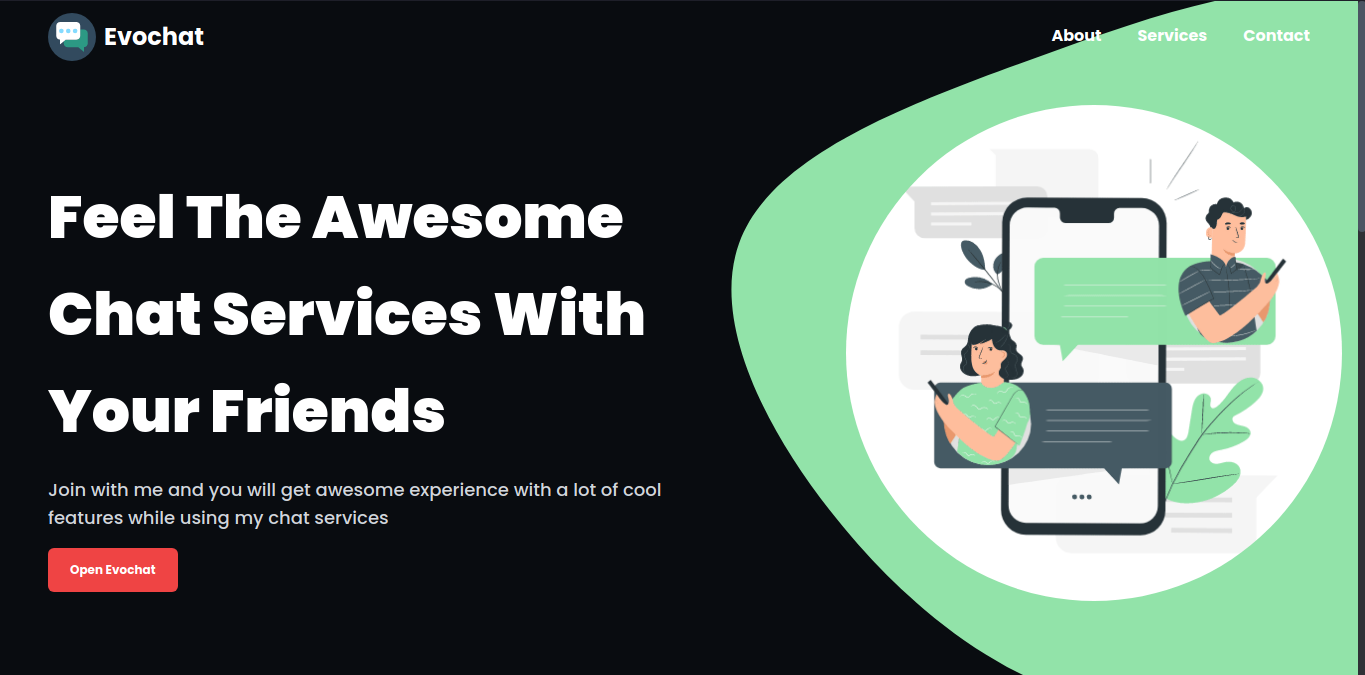 Evochat
About Services Contact
Feel The Awesome
Chat Services With
Your Friends
Join with me and you will get awesome experience with a lot of cool
features while using my chat services
Open Evochat